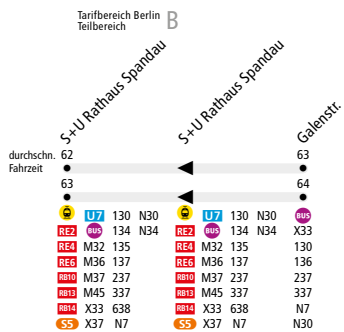 Tarifbereich Berlin B
Teilbereich
S+U Rathaus Spandau
S+U Rathaus Spandau
Galenstr.
durchschn. 62 63
Fahrzeit
63 64
U7 130 N30 U7 130 N30 BUS
RE2 BUS 134 N34 RE2 BUS 134 N34 X33
RE4 M32 135 RE4 M32 135 130
RE6 M36 137 RE6 M36 137 136
RB10 M37 237 RB10 M37 237 237
RB13 M45 337 RB13 M45 337 337
RB14 X33 638 RB14 X33 638 N7
S5 X37 N7 S5 X37 N7 N30